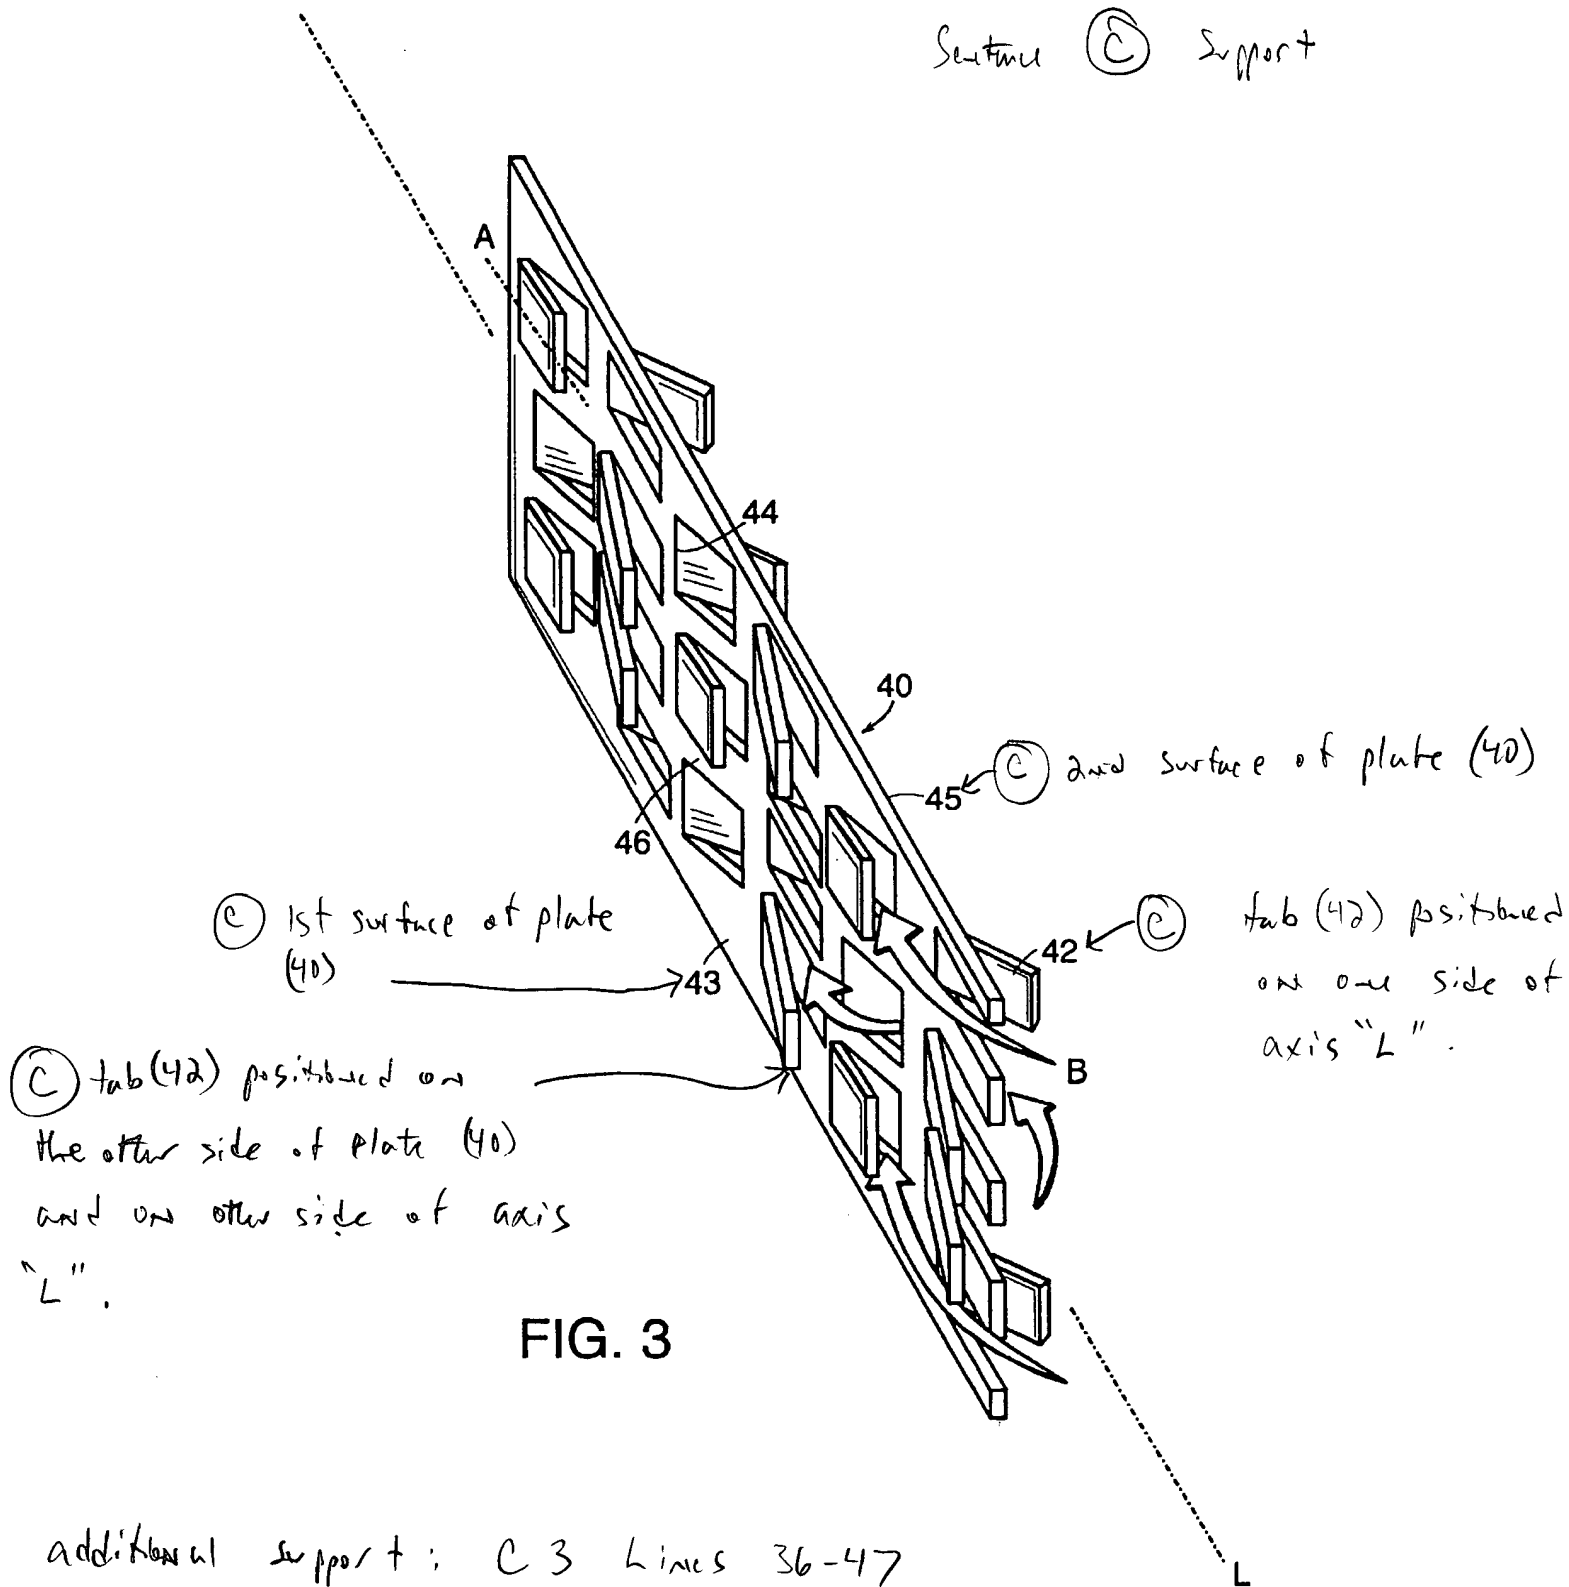 Sentence Ⓒ Support
A
44
40
Ⓒ 2nd surface of plate (40)
45
46
Ⓒ 1st surface of plate
(40)
43
42
Ⓒ tab (42) positioned
on one side of
axis "L".
B
Ⓒ tab (42) positioned on
the other side of plate (40)
and on other side of axis
"L".
FIG. 3
L
additional support: C 3 Lines 36-47